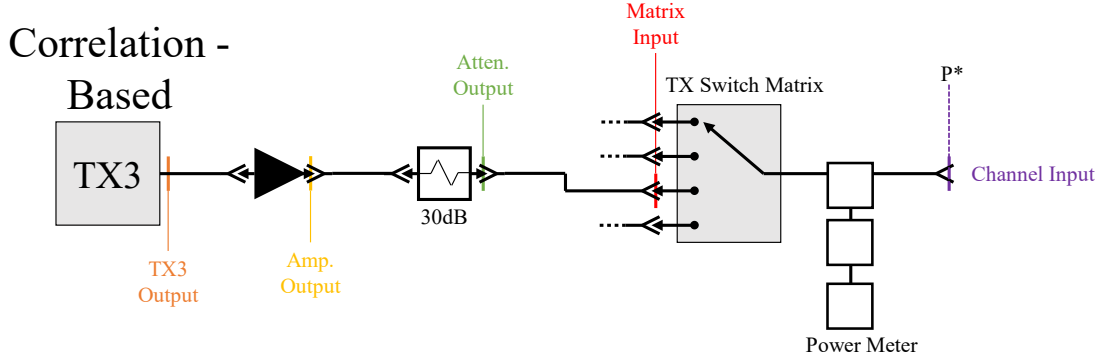 Correlation -
Based
TX3
TX3
Output
Amp.
Output
Atten.
Output
30dB
Matrix
Input
TX Switch Matrix
P*
Channel Input
Power Meter